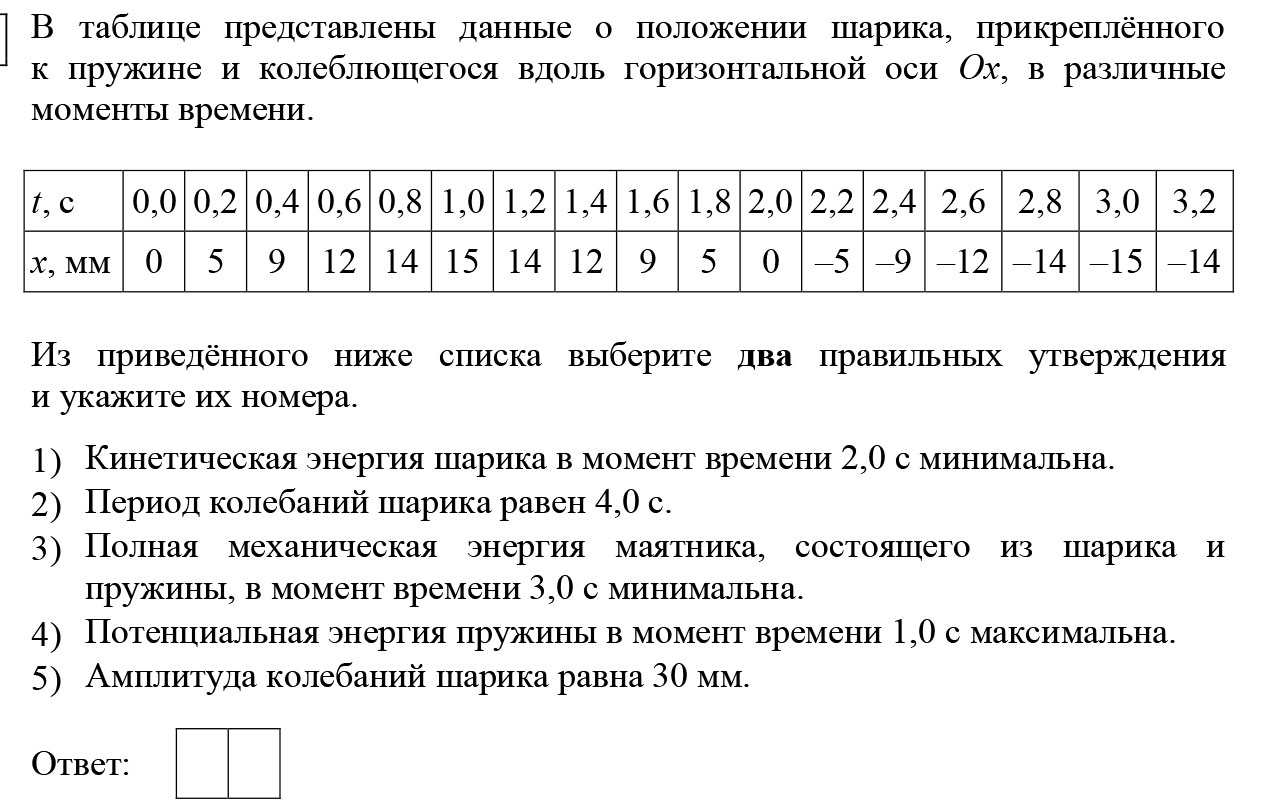 В таблице представлены данные о положении шарика, прикреплённого
к пружине и колеблющегося вдоль горизонтальной оси Ox, в различные
моменты времени.
t, с 0,0 0,2 0,4 0,6 0,8 1,0 1,2 1,4 1,6 1,8 2,0 2,2 2,4 2,6 2,8 3,0 3,2
x, мм 0 5 9 12 14 15 14 12 9 5 0 –5 –9 –12 –14 –15 –14
Из приведённого ниже списка выберите два правильных утверждения
и укажите их номера.
1) Кинетическая энергия шарика в момент времени 2,0 с минимальна.
2) Период колебаний шарика равен 4,0 с.
3) Полная механическая энергия маятника, состоящего из шарика и
пружины, в момент времени 3,0 с минимальна.
4) Потенциальная энергия пружины в момент времени 1,0 с максимальна.
5) Амплитуда колебаний шарика равна 30 мм.
Ответ: